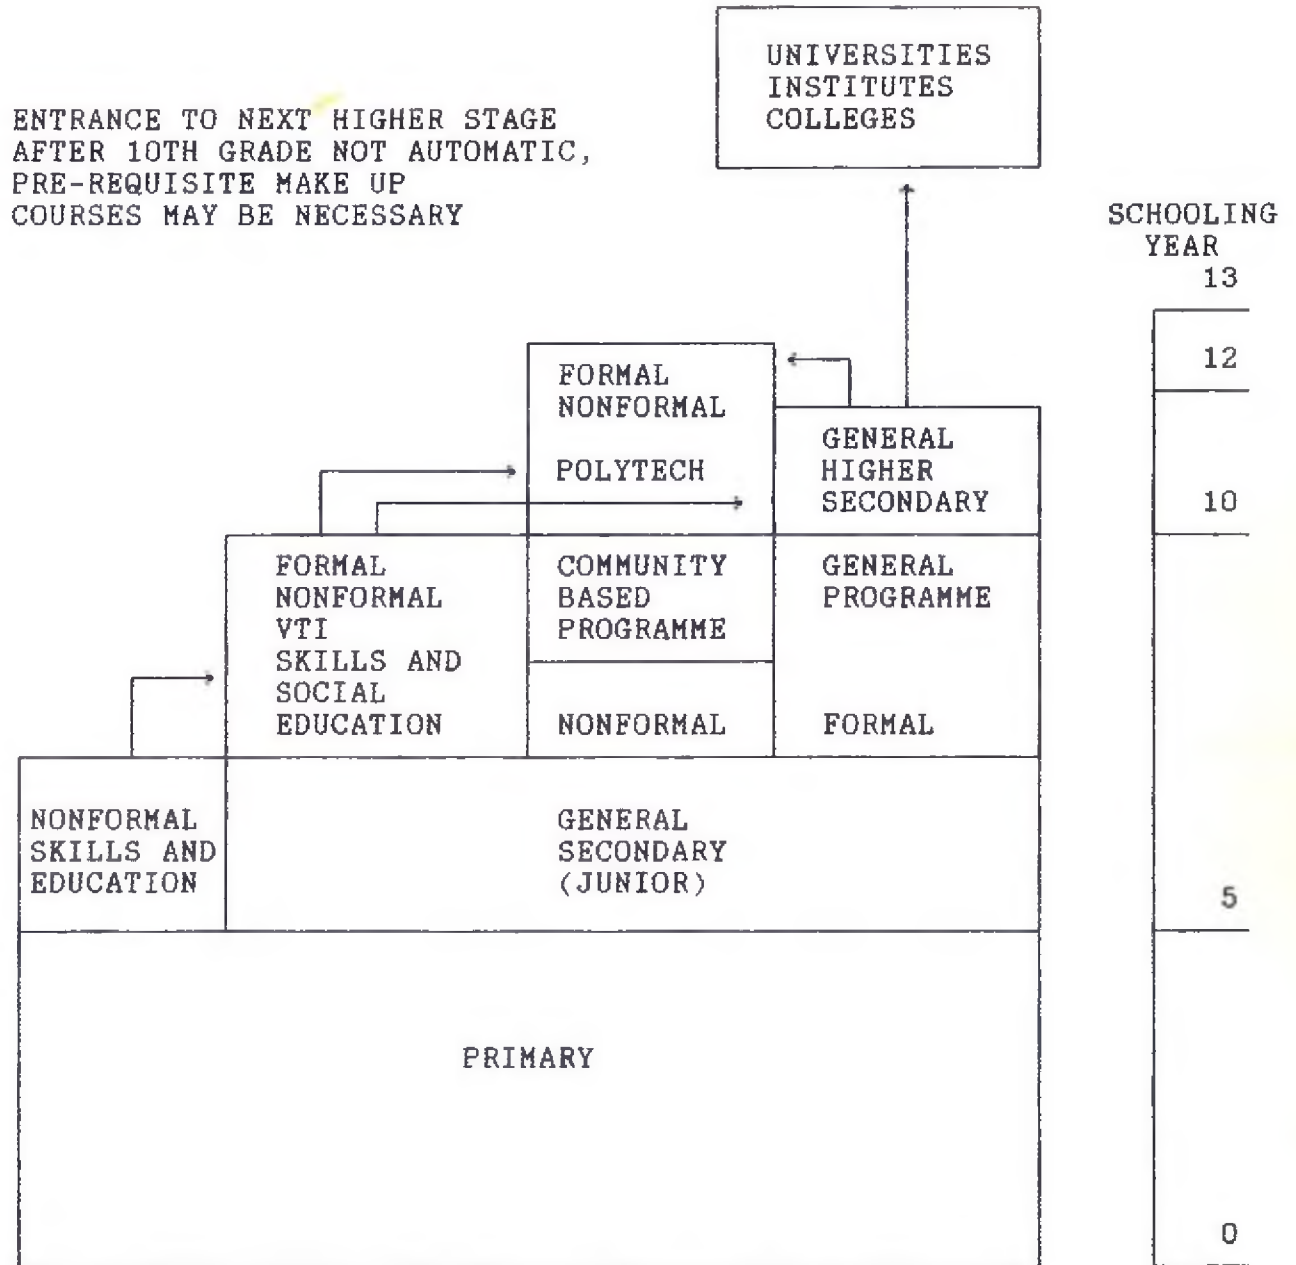 UNIVERSITIES
INSTITUTES
COLLEGES
ENTRANCE TO NEXT HIGHER STAGE
AFTER 10TH GRADE NOT AUTOMATIC,
PRE-REQUISITE MAKE UP
COURSES MAY BE NECESSARY
SCHOOLING
YEAR
13
12
10
5
0
FORMAL
NONFORMAL
POLYTECH
GENERAL
HIGHER
SECONDARY
FORMAL
NONFORMAL
VTI
SKILLS AND
SOCIAL
EDUCATION
COMMUNITY
BASED
PROGRAMME
NONFORMAL
GENERAL
PROGRAMME
FORMAL
NONFORMAL
SKILLS AND
EDUCATION
GENERAL
SECONDARY
(JUNIOR)
PRIMARY